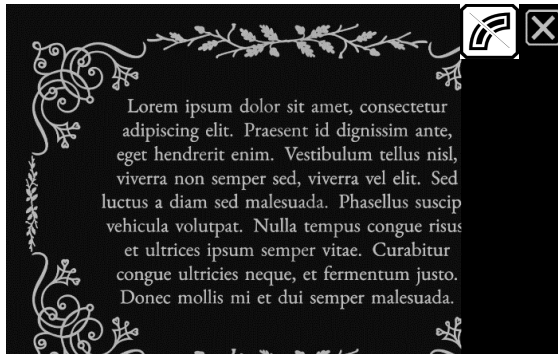 Lorem ipsum dolor sit amet, consectetur
adipiscing elit. Praesent id dignissim ante,
eget hendrerit enim. Vestibulum tellus nisl,
viverra non semper sed, viverra vel elit. Sed
luctus a diam sed malesuada. Phasellus suscip
vehicula volutpat. Nulla tempus congue risus
et ultrices ipsum semper vitae. Curabitur
congue ultricies neque, et fermentum justo.
Donec mollis mi et dui semper malesuada.